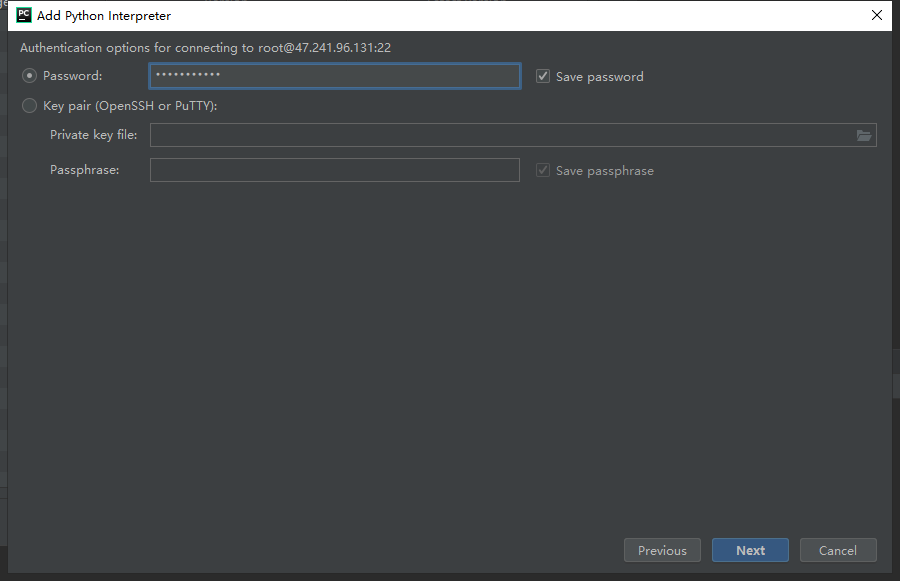 PC Add Python Interpreter
Authentication options for connecting to root@47.241.96.131:22
Password: ••••••••••• Save password
Key pair (OpenSSH or PuTTY):
Private key file:
Passphrase: Save passphrase
Previous Next Cancel